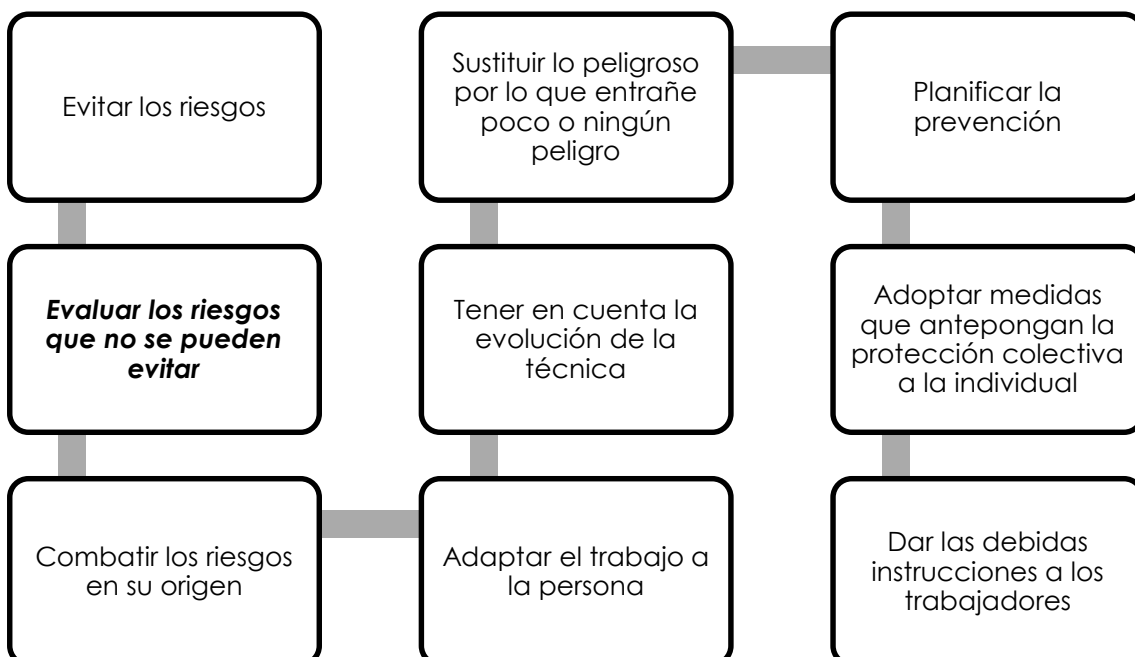 Evitar los riesgos
Evaluar los riesgos
que no se pueden
evitar
Combatir los riesgos
en su origen
Adaptar el trabajo a
la persona
Tener en cuenta la
evolución de la
técnica
Sustituir lo peligroso
por lo que entrañe
poco o ningún
peligro
Planificar la
prevención
Adoptar medidas
que antepongan la
protección colectiva
a la individual
Dar las debidas
instrucciones a los
trabajadores